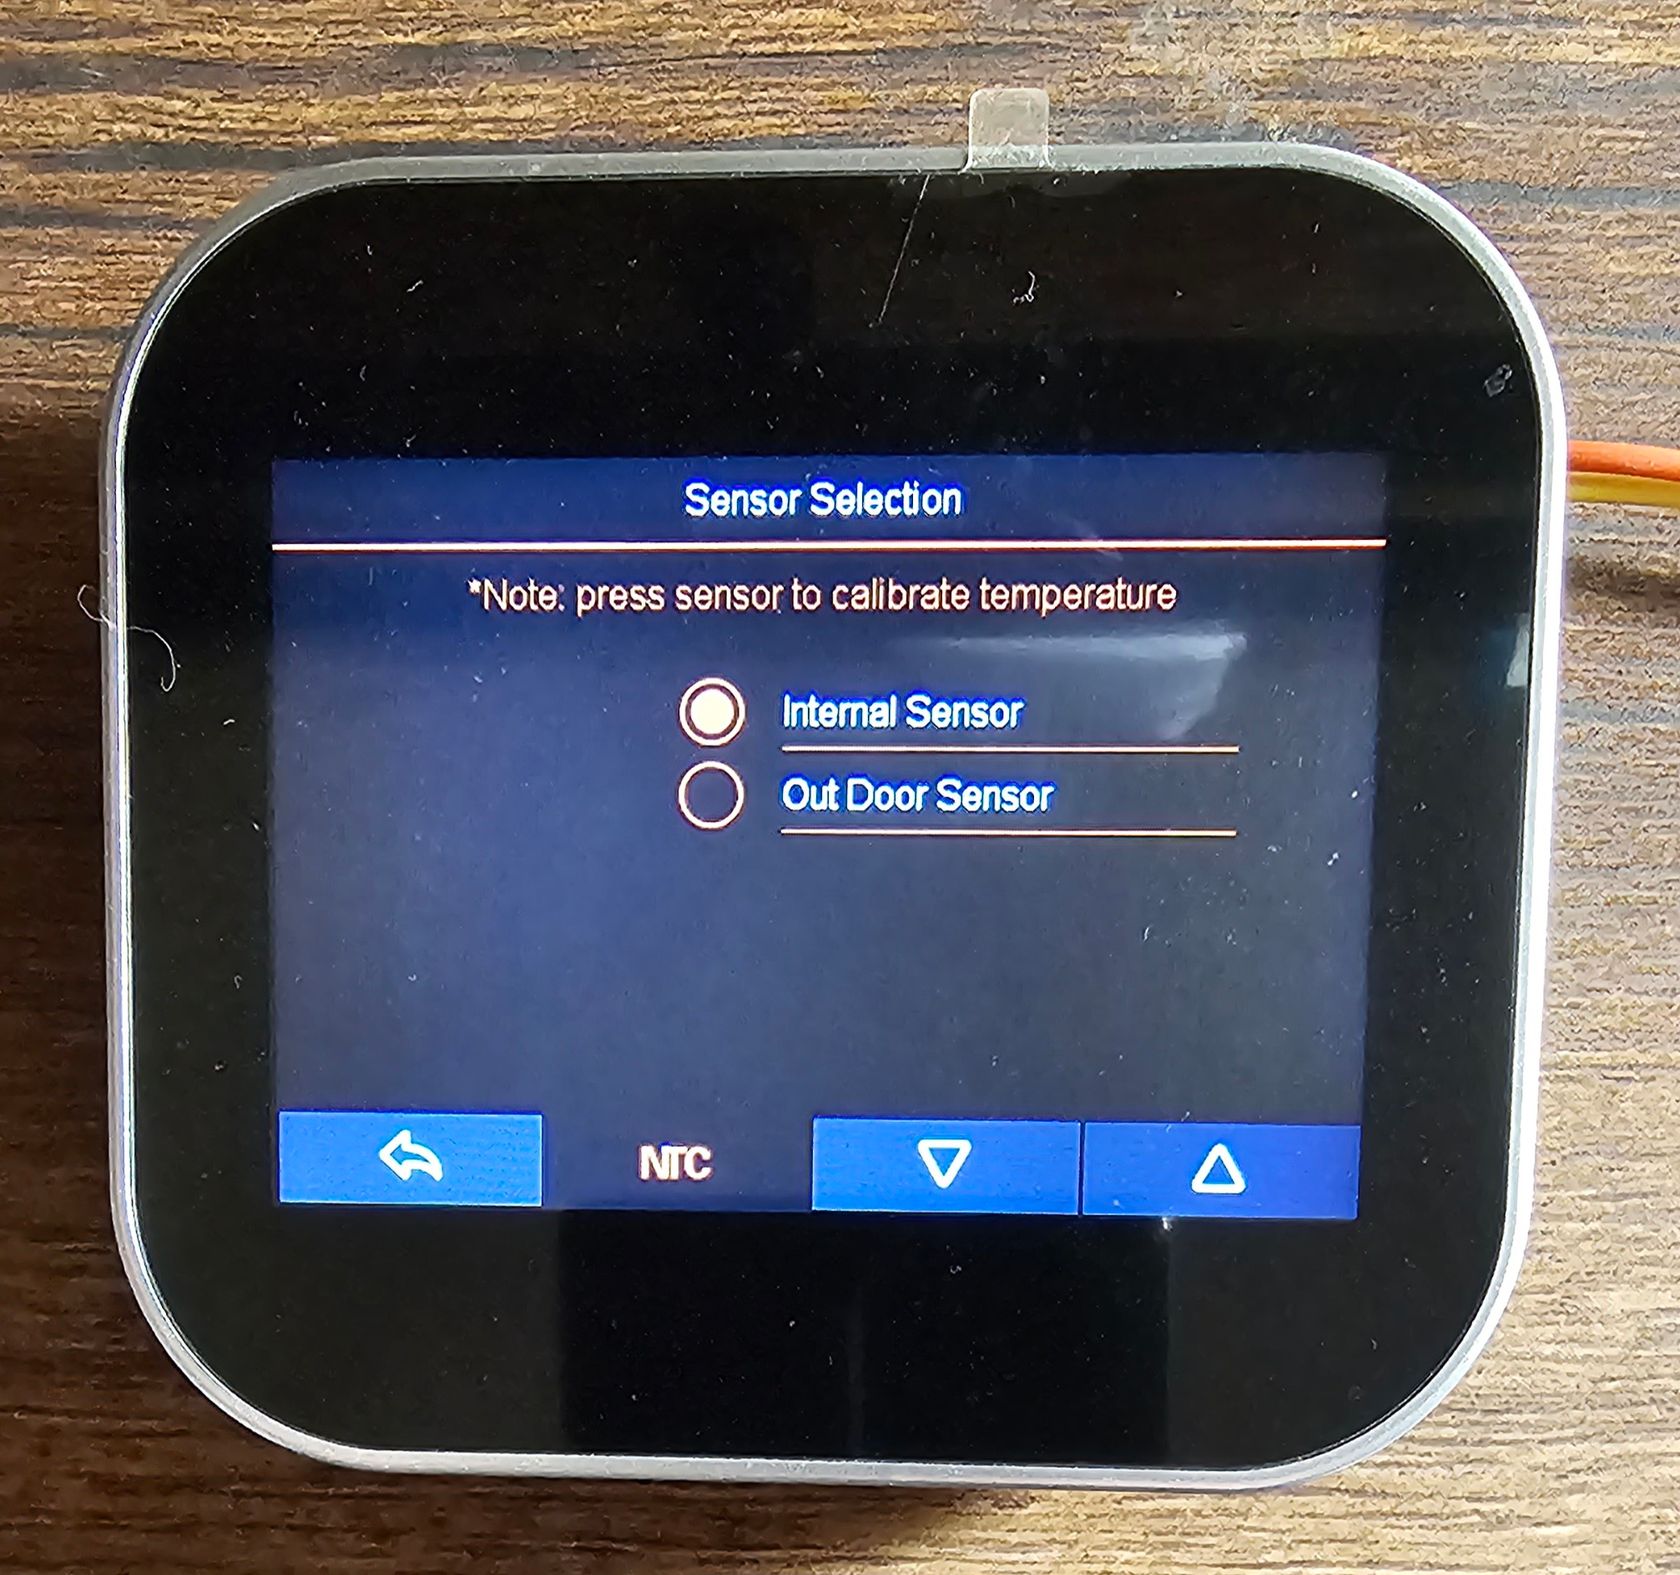 Sensor Selection
*Note: press sensor to calibrate temperature
Internal Sensor
Out Door Sensor
NTC